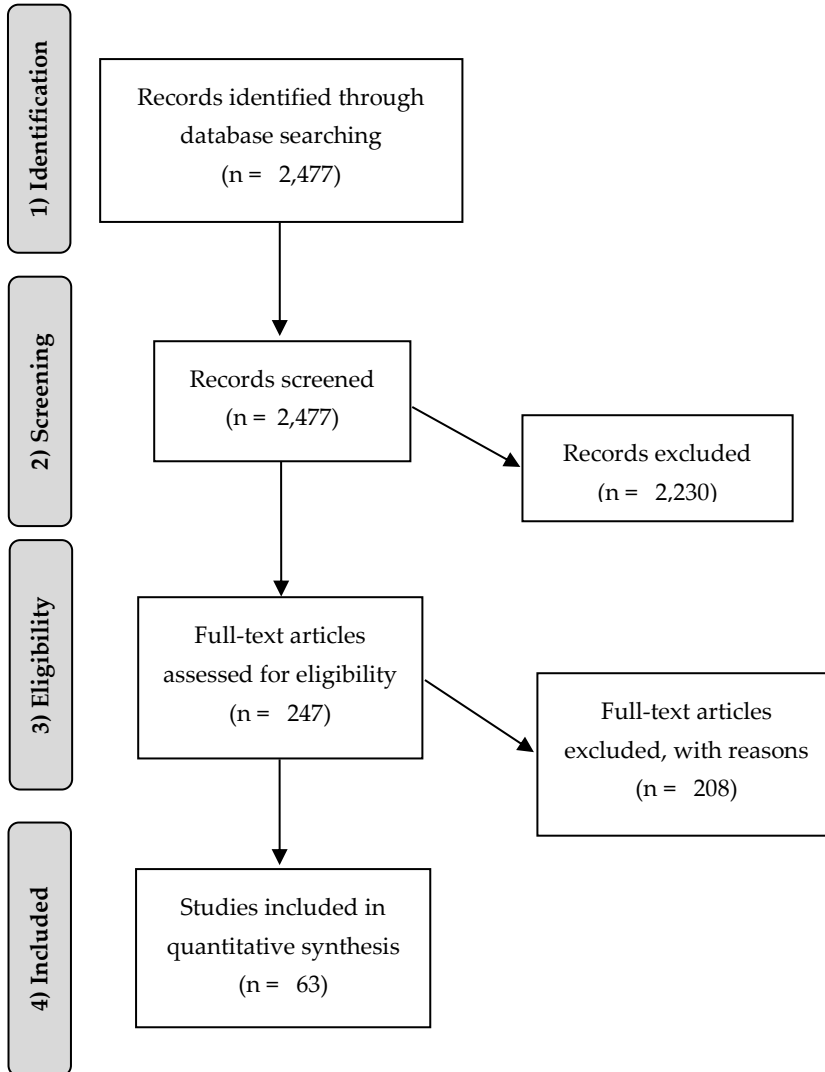 1) Identification
Records identified through
database searching
(n = 2,477)
2) Screening
Records screened
(n = 2,477)
Records excluded
(n = 2,230)
3) Eligibility
Full-text articles
assessed for eligibility
(n = 247)
Full-text articles
excluded, with reasons
(n = 208)
4) Included
Studies included in
quantitative synthesis
(n = 63)